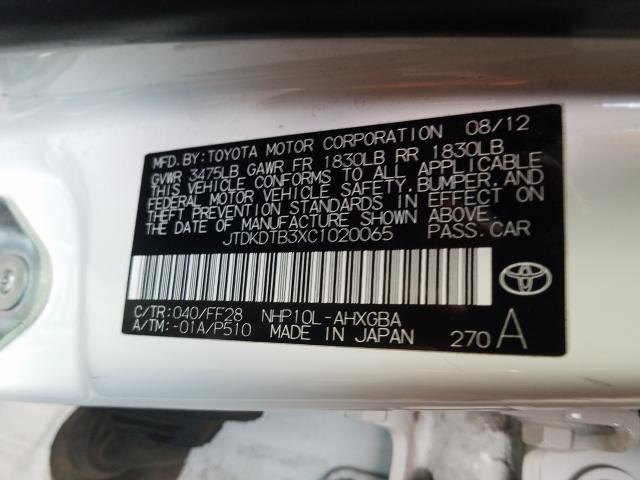 MFD.BY:TOYOTA MOTOR CORPORATION 08/12
GVWR 3475LB GAWR FR 1830LB RR 1830LB
THIS VEHICLE CONFORMS TO ALL APPLICABLE
FEDERAL MOTOR VEHICLE SAFETY,BUMPER,AND
THEFT PREVENTION STANDARDS IN EFFECT ON
THE DATE OF MANUFACTURE SHOWN ABOVE.
JTDKDTB3XC1020065 PASS.CAR
C/TR:040/FF28 NHP10L-AHXGBA
A/TM:-01A/P510 MADE IN JAPAN 270 A